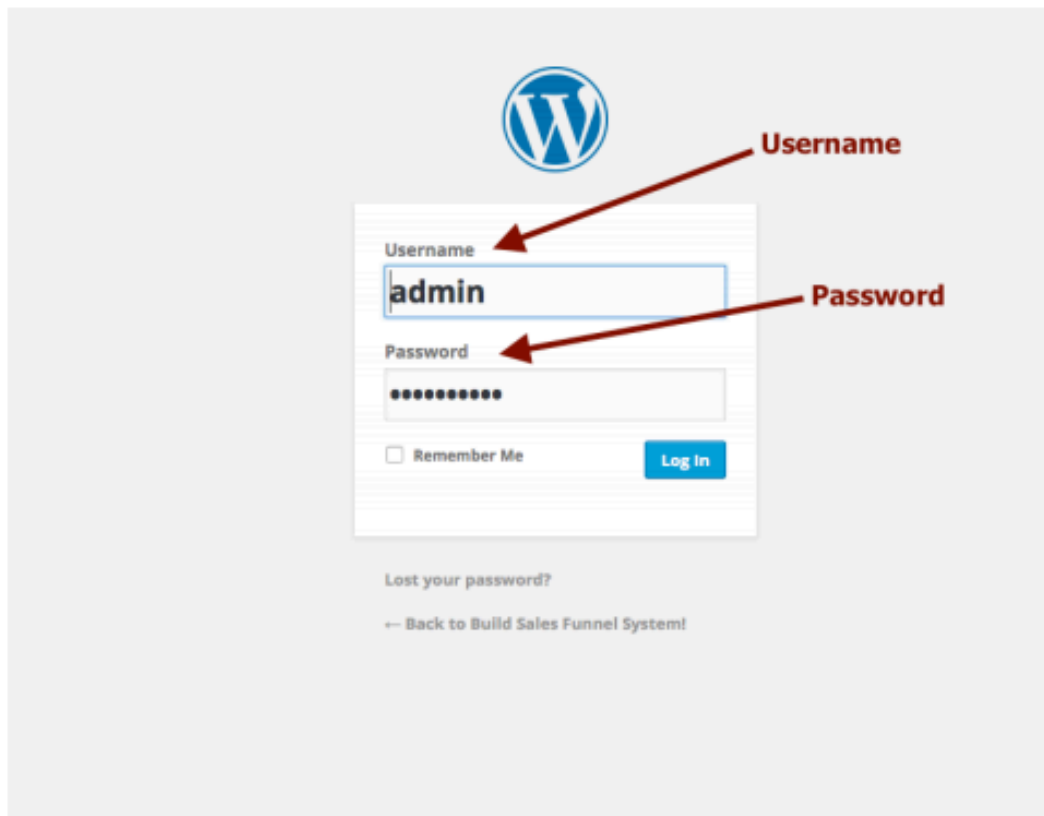 Username
Username
admin
Password
Password
••••••••••
Remember Me
Log In
Lost your password?
← Back to Build Sales Funnel System!